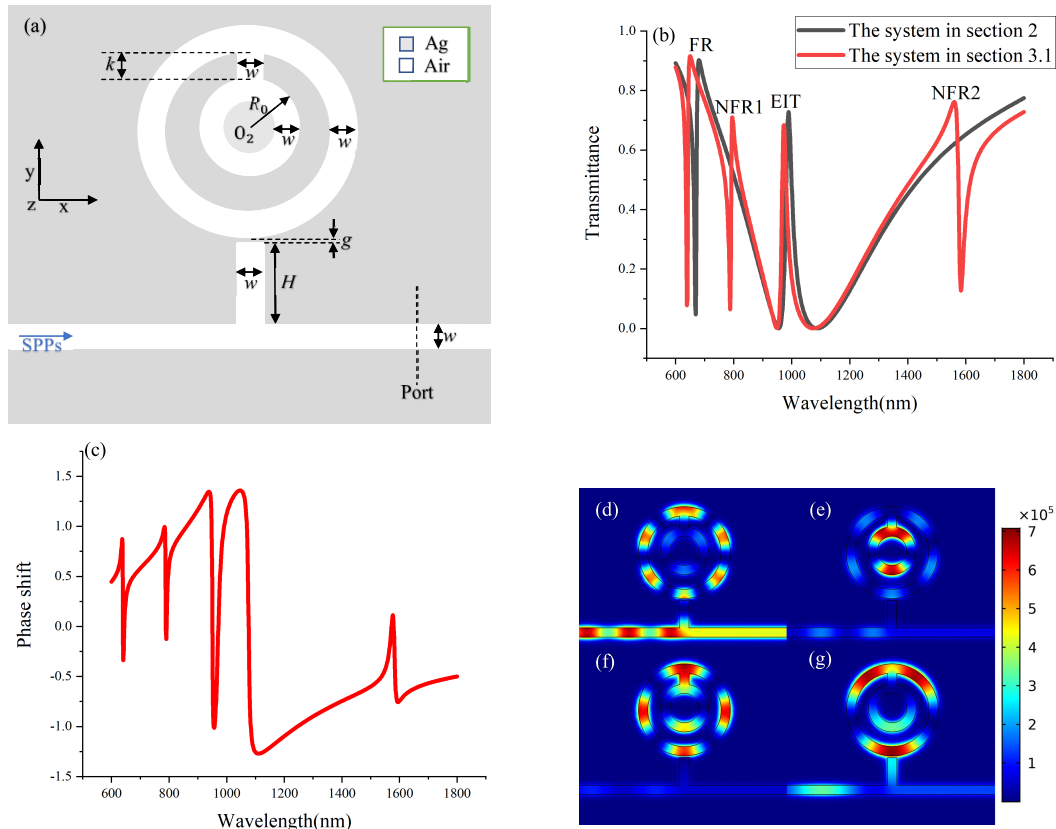 (a)
k
w
R0
O2
w
w
Ag
Air
y
z
x
g
w
H
SPPs
w
Port
(b)
The system in section 2
The system in section 3.1
FR
NFR1
EIT
NFR2
Transmittance
1.0
0.8
0.6
0.4
0.2
0.0
600
800
1000
1200
1400
1600
1800
Wavelength(nm)
(c)
Phase shift
1.5
1.0
0.5
0.0
-0.5
-1.0
-1.5
600
800
1000
1200
1400
1600
1800
Wavelength(nm)
(d)
(e)
(f)
(g)
×10⁵
7
6
5
4
3
2
1